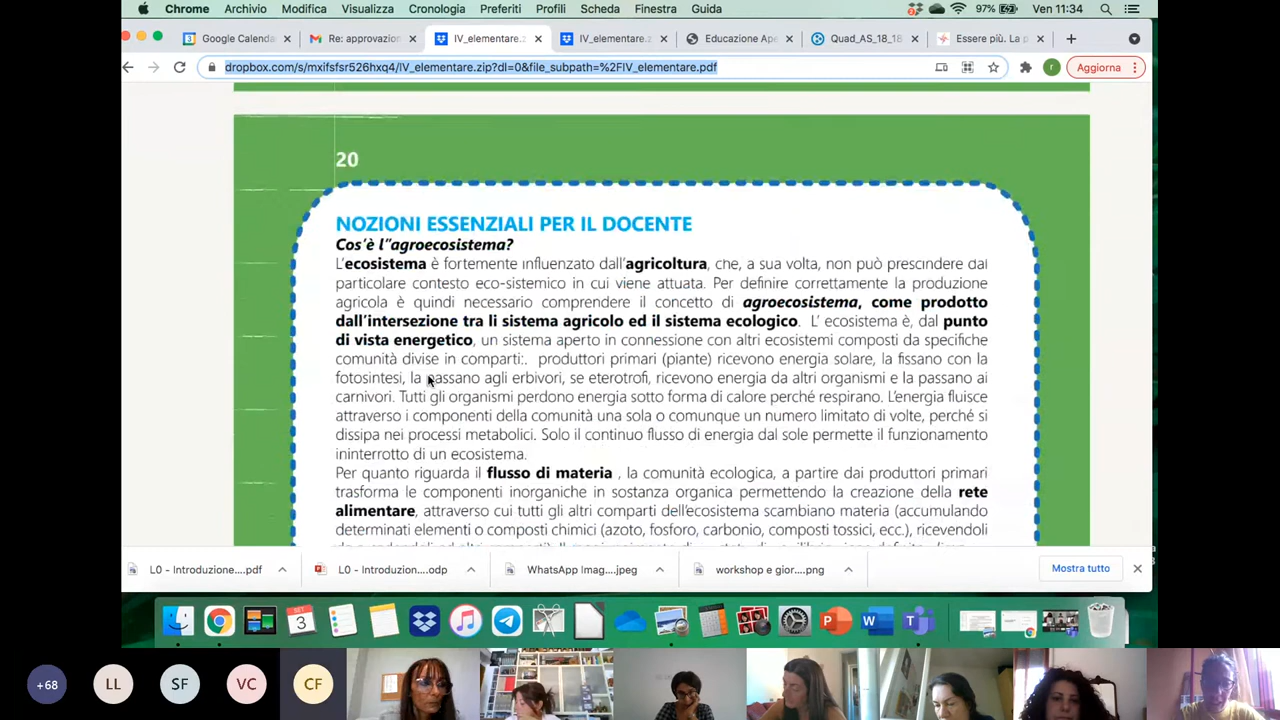 Chrome Archivio Modifica Visualizza Cronologia Preferiti Profili Scheda Finestra Guida 97% Ven 11:34
Google Calenda Re: approvazion IV_elementare.z IV_elementare.z Educazione Ape Quad_AS_18_18 Essere più. La p
dropbox.com/s/mxifsfsr526hxq4/IV_elementare.zip?dl=0&file_subpath=%2FIV_elementare.pdf r Aggiorna
20
NOZIONI ESSENZIALI PER IL DOCENTE
Cos'è l"agroecosistema?
L'ecosistema è fortemente influenzato dall'agricoltura, che, a sua volta, non può prescindere dal
particolare contesto eco-sistemico in cui viene attuata. Per definire correttamente la produzione
agricola è quindi necessario comprendere il concetto di agroecosistema, come prodotto
dall'intersezione tra li sistema agricolo ed il sistema ecologico. L' ecosistema è, dal punto
di vista energetico, un sistema aperto in connessione con altri ecosistemi composti da specifiche
comunità divise in comparti:. produttori primari (piante) ricevono energia solare, la fissano con la
fotosintesi, la passano agli erbivori, se eterotrofi, ricevono energia da altri organismi e la passano ai
carnivori. Tutti gli organismi perdono energia sotto forma di calore perché respirano. L'energia fluisce
attraverso i componenti della comunità una sola o comunque un numero limitato di volte, perché si
dissipa nei processi metabolici. Solo il continuo flusso di energia dal sole permette il funzionamento
ininterrotto di un ecosistema.
Per quanto riguarda il flusso di materia , la comunità ecologica, a partire dai produttori primari
trasforma le componenti inorganiche in sostanza organica permettendo la creazione della rete
alimentare, attraverso cui tutti gli altri comparti dell'ecosistema scambiano materia (accumulando
determinati elementi o composti chimici (azoto, fosforo, carbonio, composti tossici, ecc.), ricevendoli
L0 - Introduzione....pdf L0 - Introduzion....odp WhatsApp Imag....jpeg workshop e gior....png Mostra tutto
SET
3
+68 LL SF VC CF